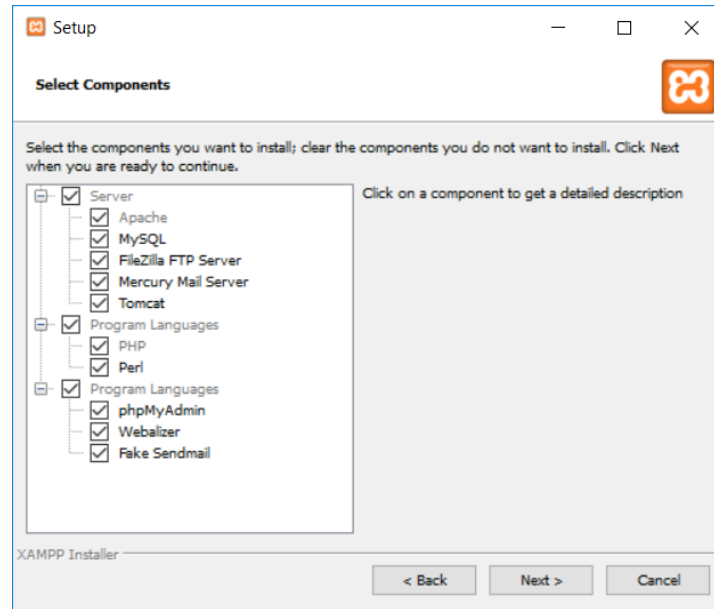 Setup
Select Components
Select the components you want to install; clear the components you do not want to install. Click Next
when you are ready to continue.
Server
Apache
MySQL
FileZilla FTP Server
Mercury Mail Server
Tomcat
Program Languages
PHP
Perl
Program Languages
phpMyAdmin
Webalizer
Fake Sendmail
Click on a component to get a detailed description
XAMPP Installer
< Back
Next >
Cancel